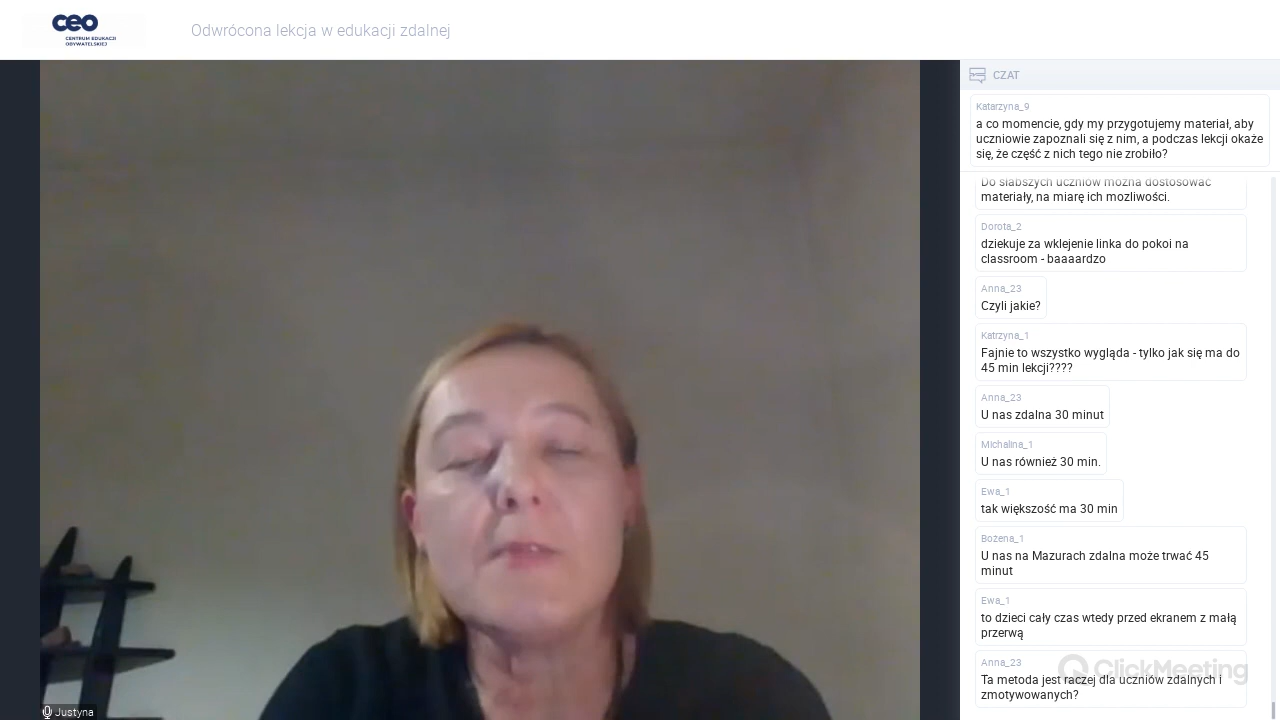 ceo
CENTRUM EDUKACJI
OBYWATELSKIEJ
Odwrócona lekcja w edukacji zdalnej
CZAT
Katarzyna_9
a co momencie, gdy my przygotujemy materiał, aby
uczniowie zapoznali się z nim, a podczas lekcji okaże
się, że część z nich tego nie zrobiło?
Do słabszych uczniów można dostosować
materiały, na miarę ich mozliwości.
Dorota_2
dziekuje za wklejenie linka do pokoi na
classroom - baaaardzo
Anna_23
Czyli jakie?
Katrzyna_1
Fajnie to wszystko wygląda - tylko jak się ma do
45 min lekcji????
Anna_23
U nas zdalna 30 minut
Michalina_1
U nas również 30 min.
Ewa_1
tak większość ma 30 min
Bożena_1
U nas na Mazurach zdalna może trwać 45
minut
Ewa_1
to dzieci cały czas wtedy przed ekranem z małą
przerwą
Anna_23
Ta metoda jest raczej dla uczniów zdalnych i
zmotywowanych?
ClickMeeting
Justyna